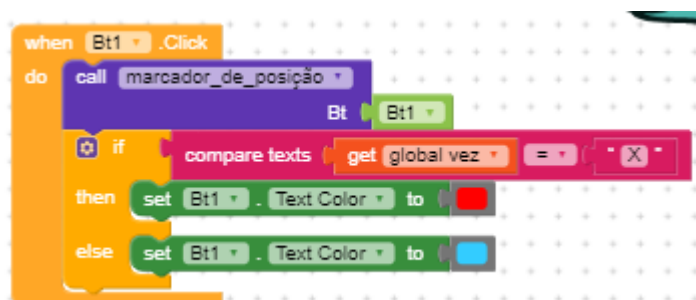 when Bt1 .Click
do call marcador_de_posição
Bt Bt1
if compare texts get global vez = " X "
then set Bt1 . Text Color to
else set Bt1 . Text Color to